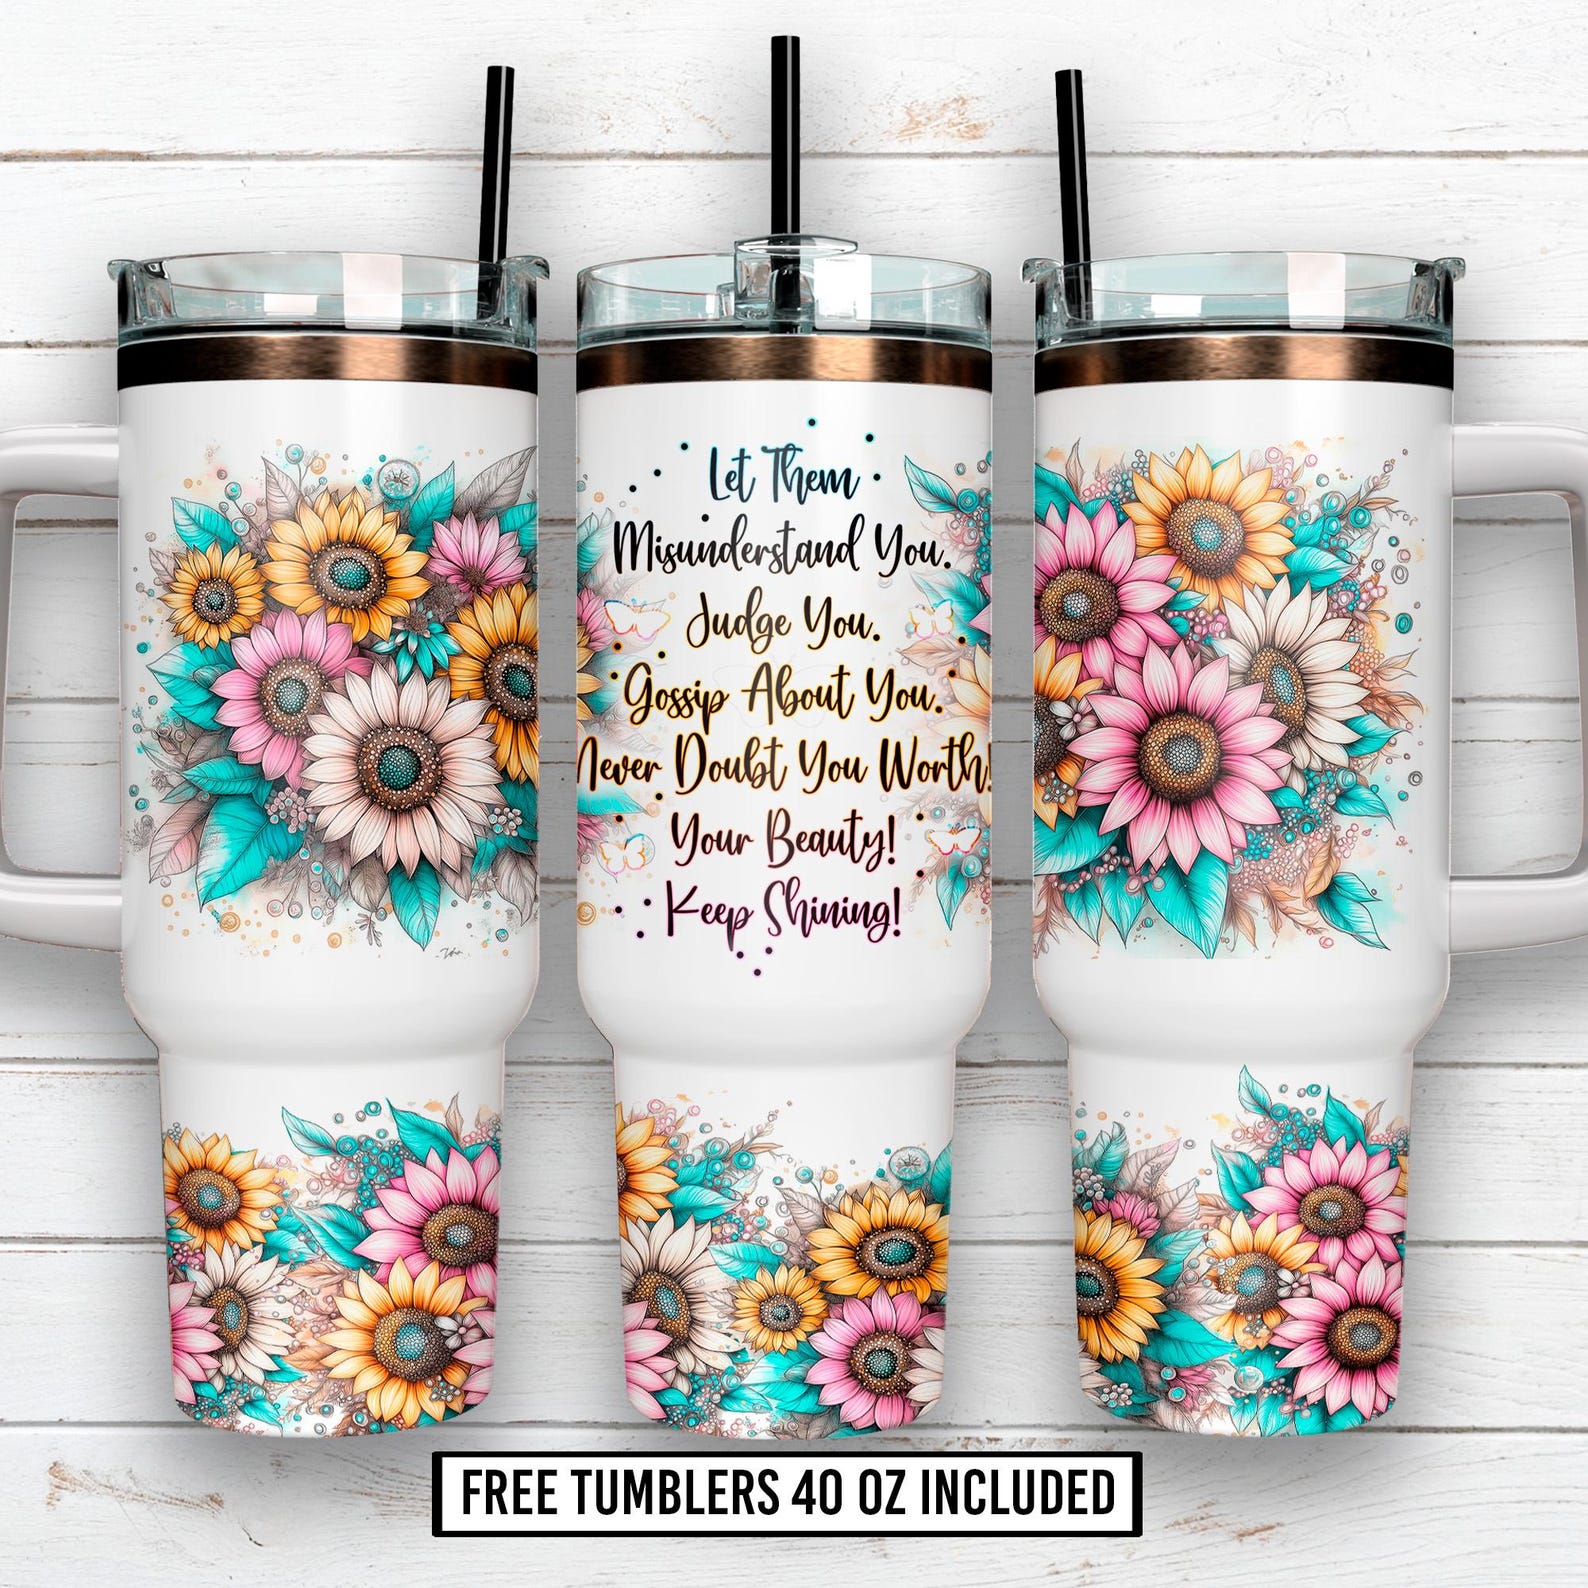 Let Them
Misunderstand You.
Judge You.
Gossip About You.
Never Doubt You Worth!
Your Beauty!
Keep Shining!
FREE TUMBLERS 40 OZ INCLUDED